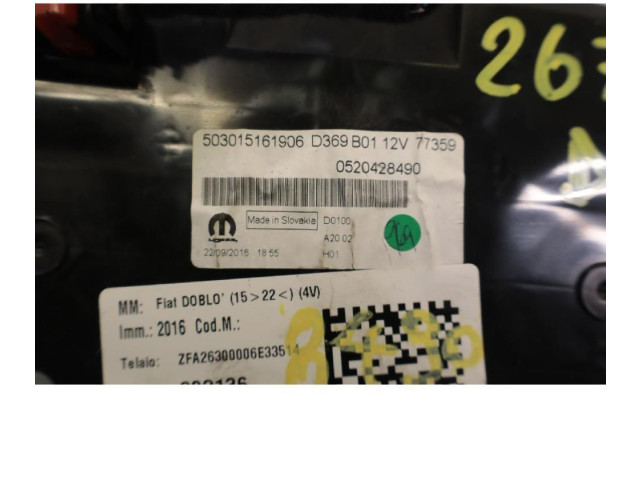 267
503015161906 D369 B01 12V 77359
0520428490
Made in Slovakia D0100
A20 02
22/09/2016 18 55 H01
MM: Fiat DOBLO' (15>22<) (4V)
Imm.: 2016 Cod.M.:
Telaio: ZFA26300006E33514